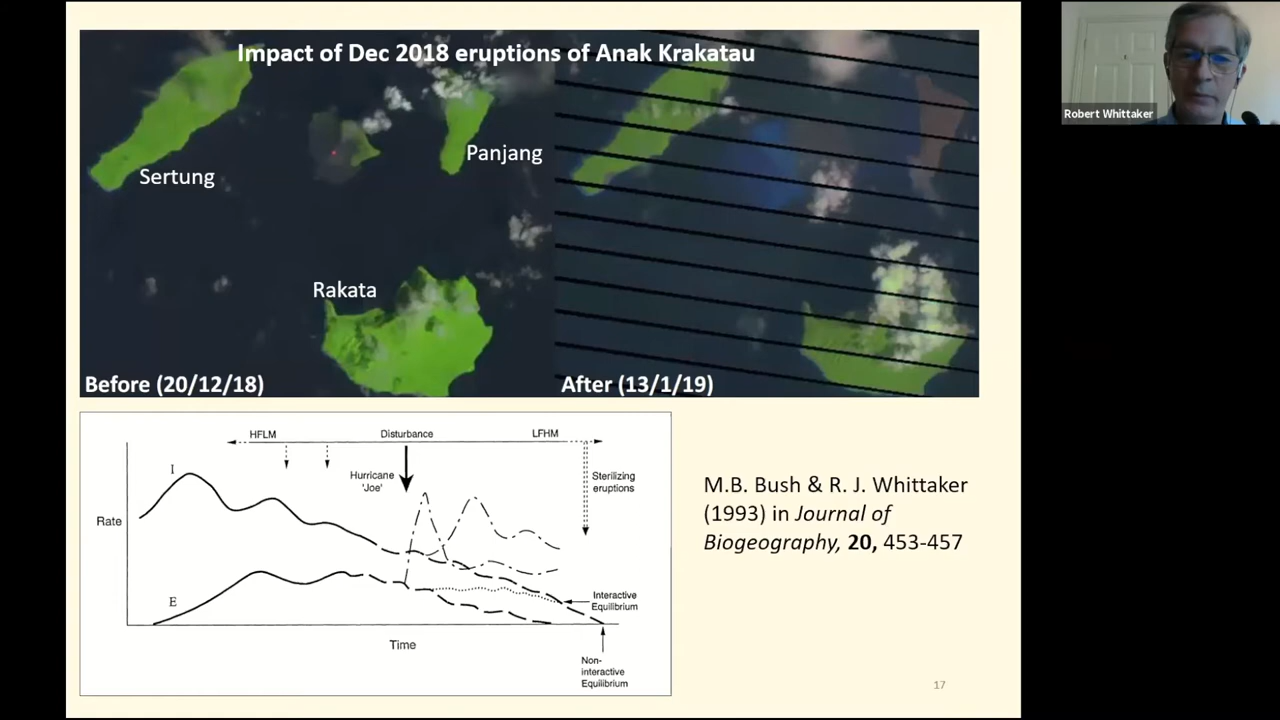 Impact of Dec 2018 eruptions of Anak Krakatau
Robert Whittaker
Sertung
Panjang
Rakata
Before (20/12/18)
After (13/1/19)
HFLM
Disturbance
LFHM
I
Hurricane
'Joe'
Sterilizing
eruptions
Rate
E
Interactive
Equilibrium
Time
Non-
interactive
Equilibrium
M.B. Bush & R. J. Whittaker
(1993) in Journal of
Biogeography, 20, 453-457
17